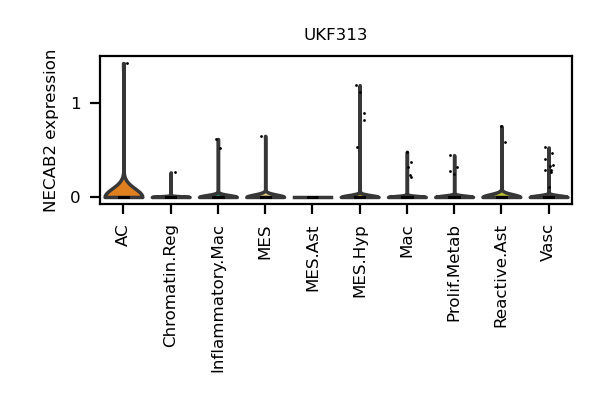 UKF313
NECAB2 expression
1
0
AC
Chromatin.Reg
Inflammatory.Mac
MES
MES.Ast
MES.Hyp
Mac
Prolif.Metab
Reactive.Ast
Vasc